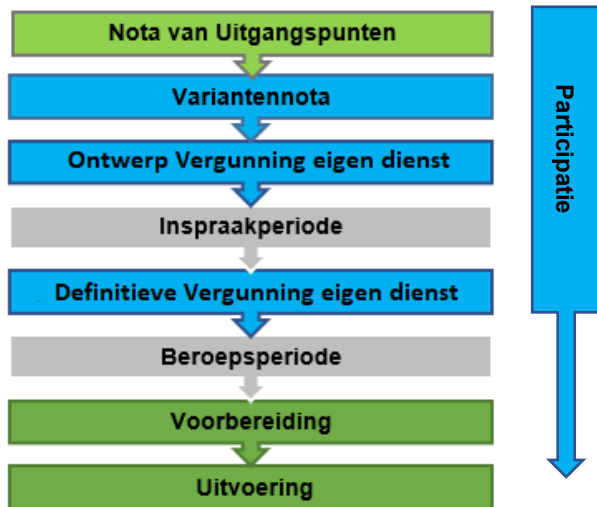 Nota van Uitgangspunten
Variantennota
Ontwerp Vergunning eigen dienst
Inspraakperiode
Definitieve Vergunning eigen dienst
Beroepsperiode
Voorbereiding
Uitvoering
Participatie